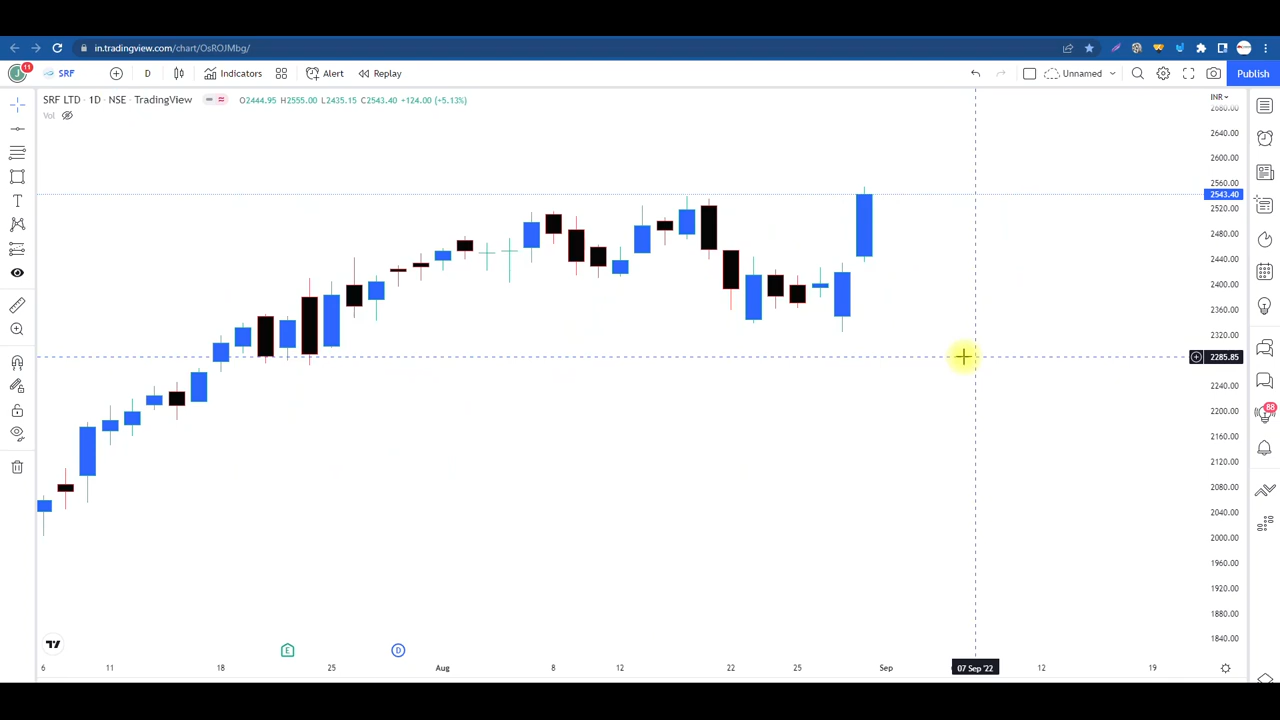 in.tradingview.com/chart/OsROJMbg/
11
SRF
D
Indicators
Alert
Replay
Unnamed
Publish
SRF LTD · 1D · NSE · TradingView
O2444.95 H2555.00 L2435.15 C2543.40 +124.00 (+5.13%)
INR
Vol
2680.00
2640.00
2600.00
2560.00
2543.40
2520.00
2480.00
2440.00
2400.00
2360.00
2320.00
2285.85
2240.00
2200.00
2160.00
2120.00
2080.00
2040.00
2000.00
1960.00
1920.00
1880.00
1840.00
88
E
D
6 11 18 25 Aug 8 12 22 25 Sep 07 Sep '22 12 19